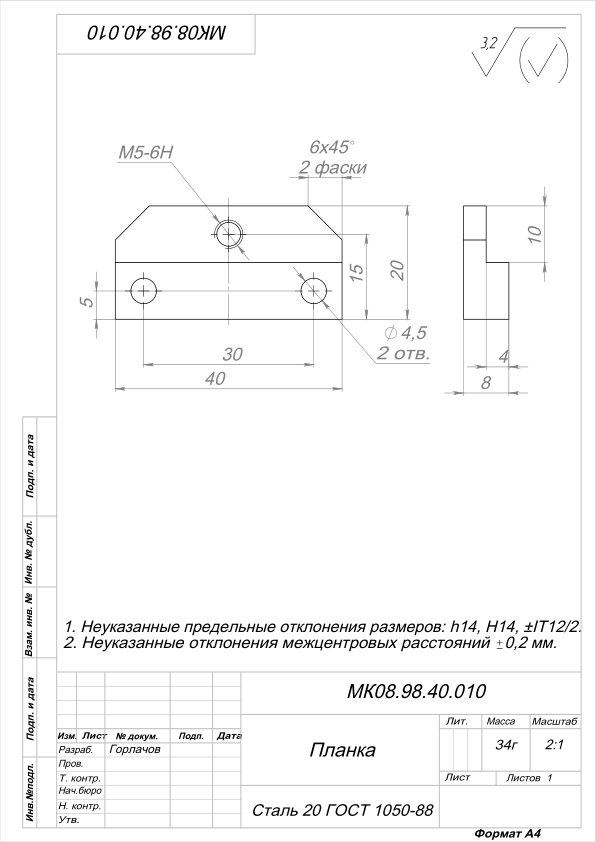 МК08.98.40.010
3,2
М5-6Н
6x45°
2 фаски
5
15
20
10
Ø 4,5
2 отв.
30
40
4
8
Подп. и дата
Инв. № дубл.
Взам. инв. №
Подп. и дата
Инв.№подл.
1. Неуказанные предельные отклонения размеров: h14, H14, ±IT12/2.
2. Неуказанные отклонения межцентровых расстояний ±0,2 мм.
МК08.98.40.010
Изм. Лист № докум. Подп. Дата
Разраб. Горлачов
Пров.
Т. контр.
Нач.бюро
Н. контр.
Утв.
Планка
Лит. Масса Масштаб
34г 2:1
Лист Листов 1
Сталь 20 ГОСТ 1050-88
Формат А4